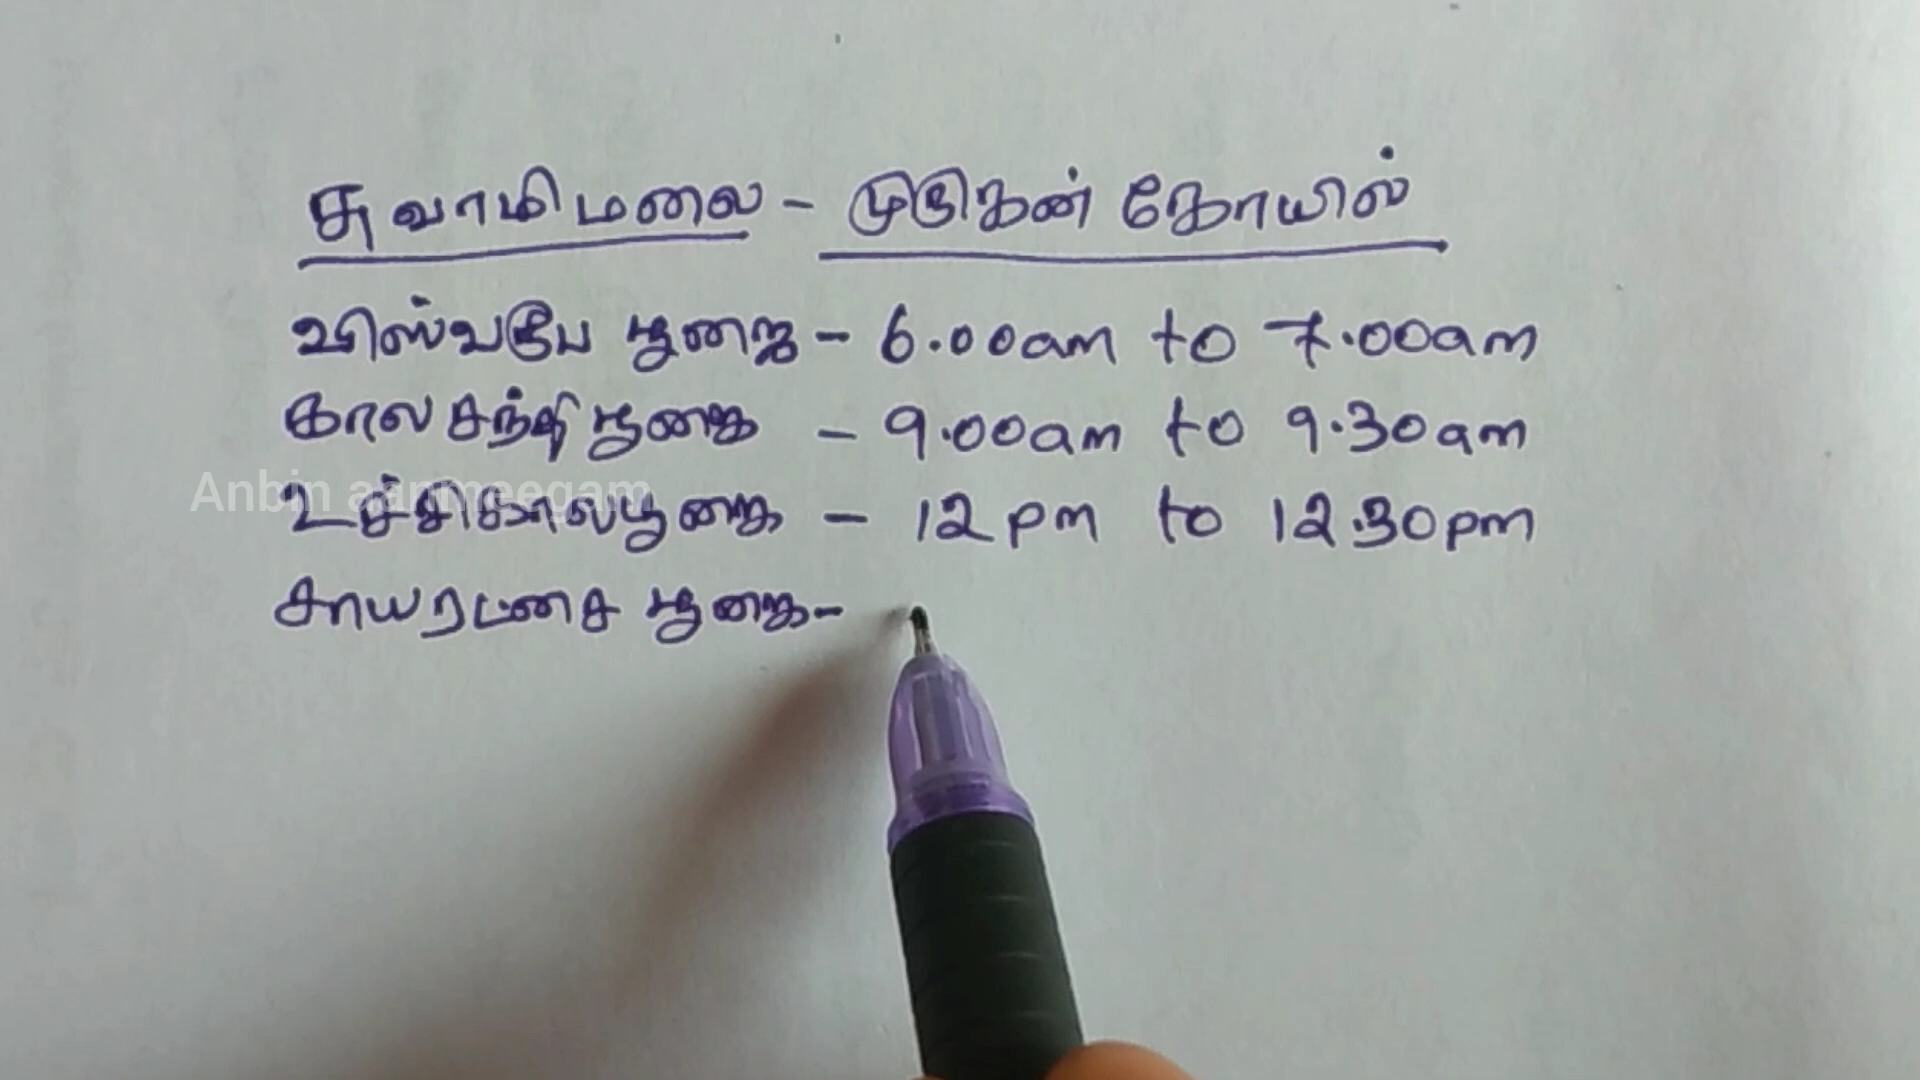 சுவாமிமலை - முருகன் கோயில்
விஸ்வரூப பூஜை - 6.00am to 7.00am
காலசந்தி பூஜை - 9.00am to 9.30am
Anbin aanmeegam
உச்சிகாலபூஜை - 12pm to 12.30pm
சாயரட்சை பூஜை -